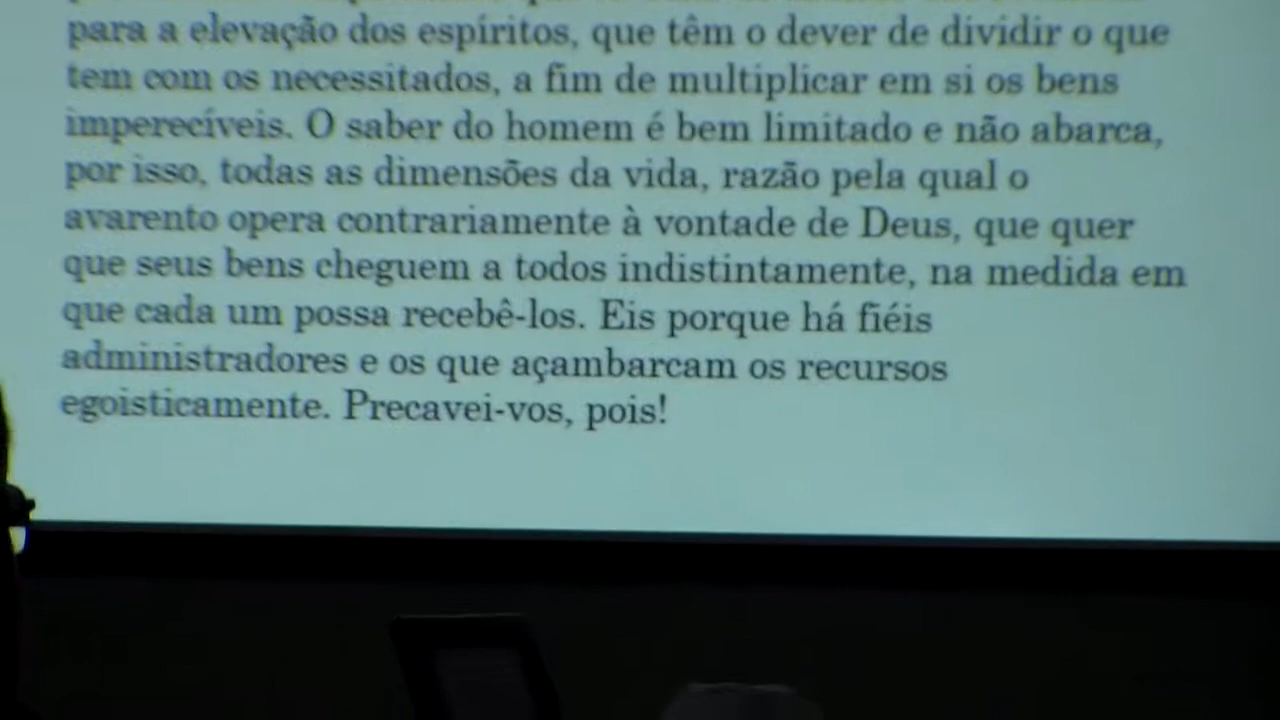 para a elevação dos espíritos, que têm o dever de dividir o que
tem com os necessitados, a fim de multiplicar em si os bens
imperecíveis. O saber do homem é bem limitado e não abarca,
por isso, todas as dimensões da vida, razão pela qual o
avarento opera contrariamente à vontade de Deus, que quer
que seus bens cheguem a todos indistintamente, na medida em
que cada um possa recebê-los. Eis porque há fiéis
administradores e os que açambarcam os recursos
egoisticamente. Precavei-vos, pois!